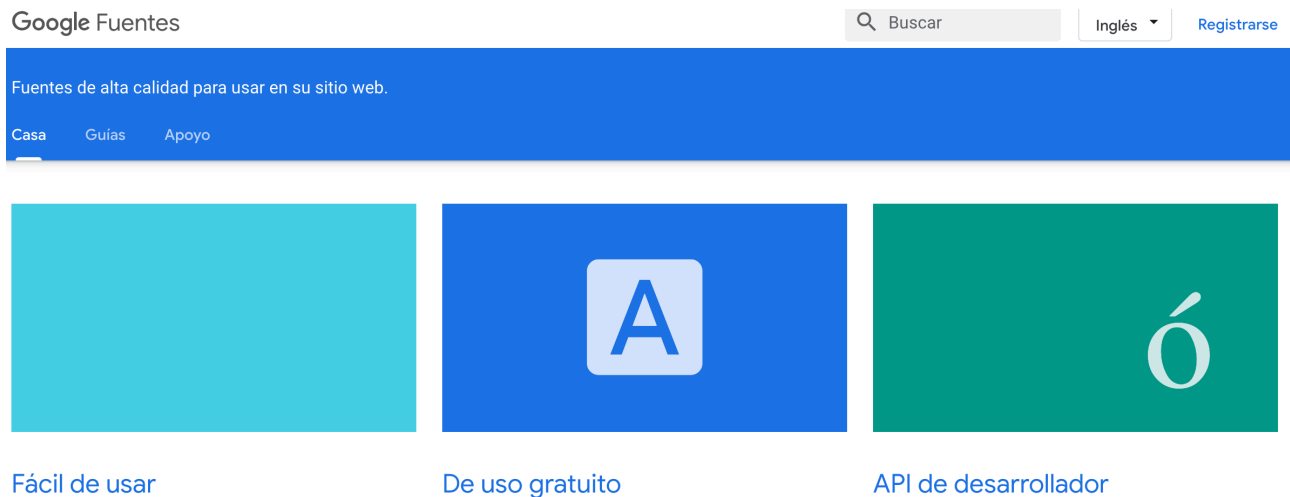 Google Fuentes
Buscar
Inglés
Registrarse
Fuentes de alta calidad para usar en su sitio web.
Casa Guías Apoyo
A
ó
Fácil de usar
De uso gratuito
API de desarrollador